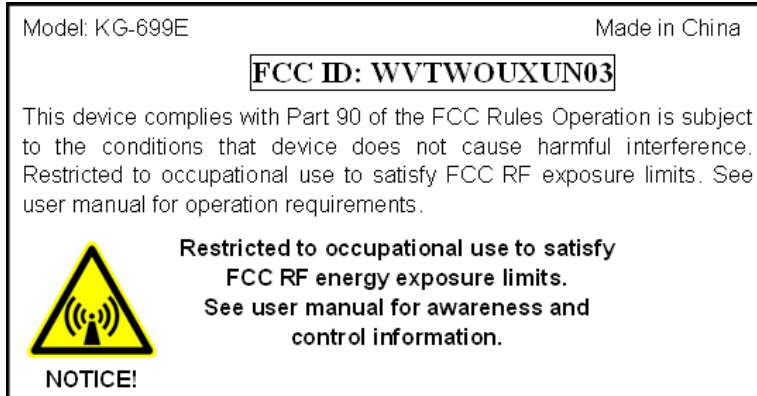 Model: KG-699E Made in China
FCC ID: WVTWOUXUN03
This device complies with Part 90 of the FCC Rules Operation is subject
to the conditions that device does not cause harmful interference.
Restricted to occupational use to satisfy FCC RF exposure limits. See
user manual for operation requirements.
Restricted to occupational use to satisfy
FCC RF energy exposure limits.
See user manual for awareness and
control information.
NOTICE!